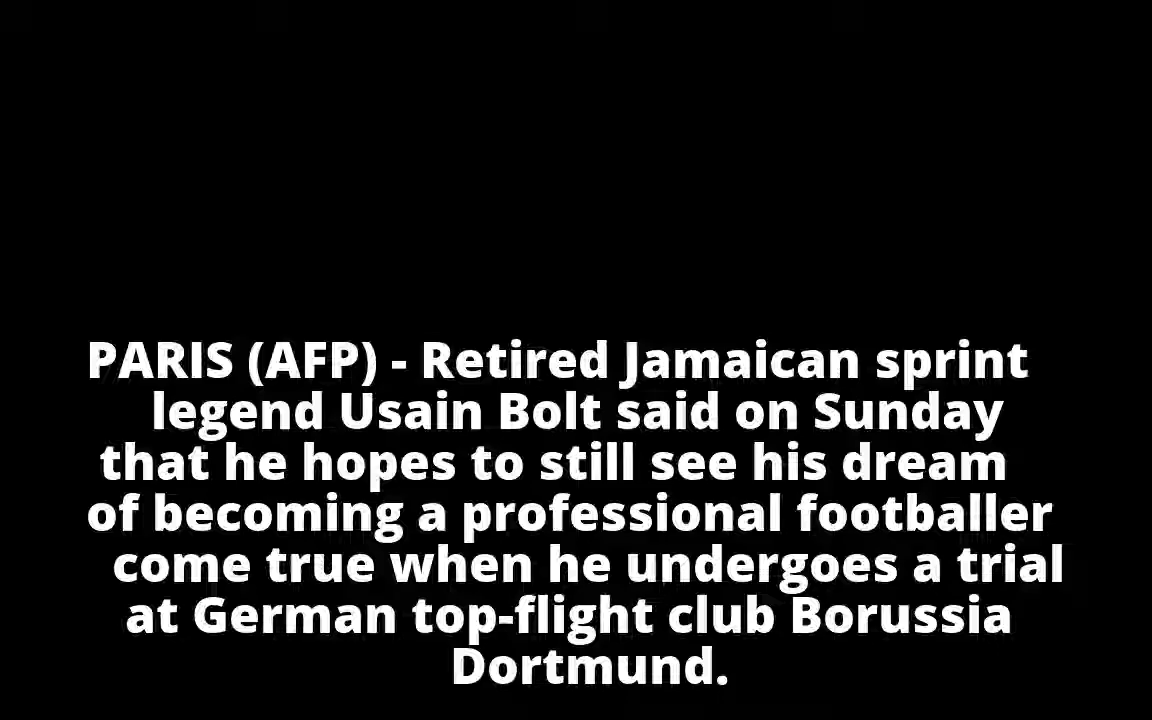 PARIS (AFP) - Retired Jamaican sprint
legend Usain Bolt said on Sunday
that he hopes to still see his dream
of becoming a professional footballer
come true when he undergoes a trial
at German top-flight club Borussia
Dortmund.